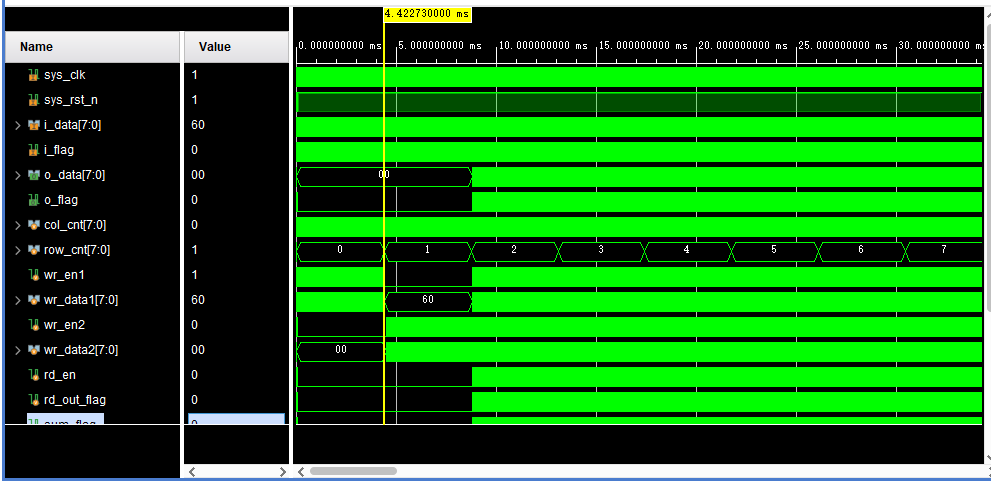 4.422730000 ms
Name Value
0.000000000 ms 5.000000000 ms 10.000000000 ms 15.000000000 ms 20.000000000 ms 25.000000000 ms 30.000000000 ms
sys_clk 1
sys_rst_n 1
i_data[7:0] 60
i_flag 0
o_data[7:0] 00 00
o_flag 0
col_cnt[7:0] 0
row_cnt[7:0] 1 0 1 2 3 4 5 6 7
wr_en1 1
wr_data1[7:0] 60 60
wr_en2 0
wr_data2[7:0] 00 00
rd_en 0
rd_out_flag 0